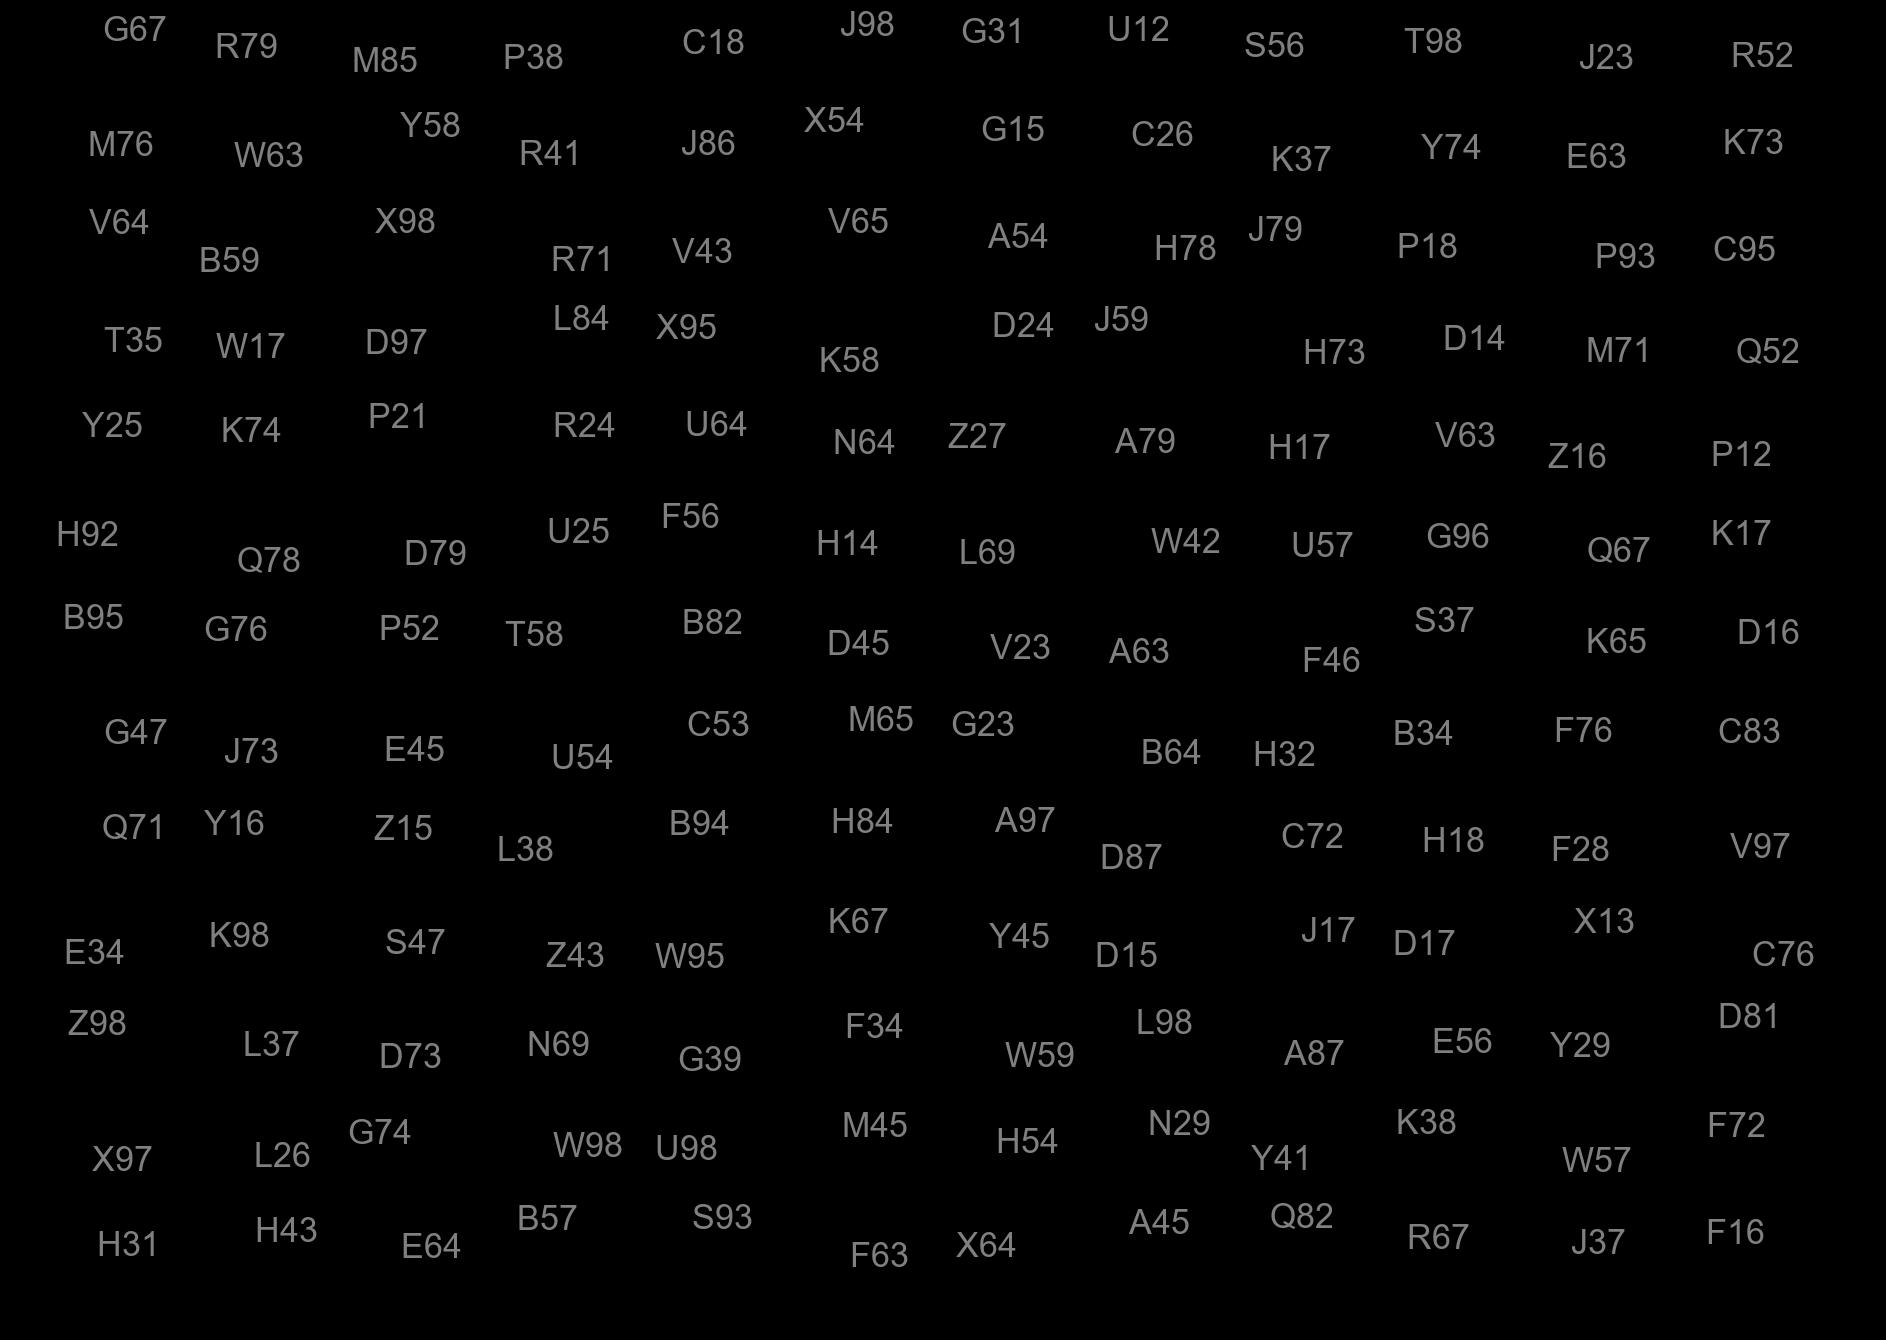 G67 R79 M85 P38 C18 J98 G31 U12 S56 T98 J23 R52
M76 W63 Y58 R41 J86 X54 G15 C26 K37 Y74 E63 K73
V64 B59 X98 R71 V43 V65 A54 H78 J79 P18 P93 C95
T35 W17 D97 L84 X95 K58 D24 J59 H73 D14 M71 Q52
Y25 K74 P21 R24 U64 N64 Z27 A79 H17 V63 Z16 P12
H92 Q78 D79 U25 F56 H14 L69 W42 U57 G96 Q67 K17
B95 G76 P52 T58 B82 D45 V23 A63 F46 S37 K65 D16
G47 J73 E45 U54 C53 M65 G23 B64 H32 B34 F76 C83
Q71 Y16 Z15 L38 B94 H84 A97 D87 C72 H18 F28 V97
E34 K98 S47 Z43 W95 K67 Y45 D15 J17 D17 X13 C76
Z98 L37 D73 N69 G39 F34 W59 L98 A87 E56 Y29 D81
X97 L26 G74 W98 U98 M45 H54 N29 Y41 K38 W57 F72
H31 H43 E64 B57 S93 F63 X64 A45 Q82 R67 J37 F16